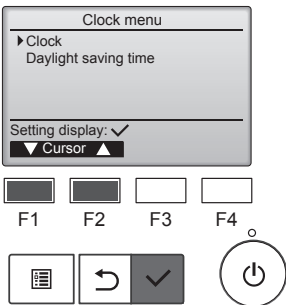 Clock menu
Clock
Daylight saving time
Setting display:
Cursor
F1 F2 F3 F4